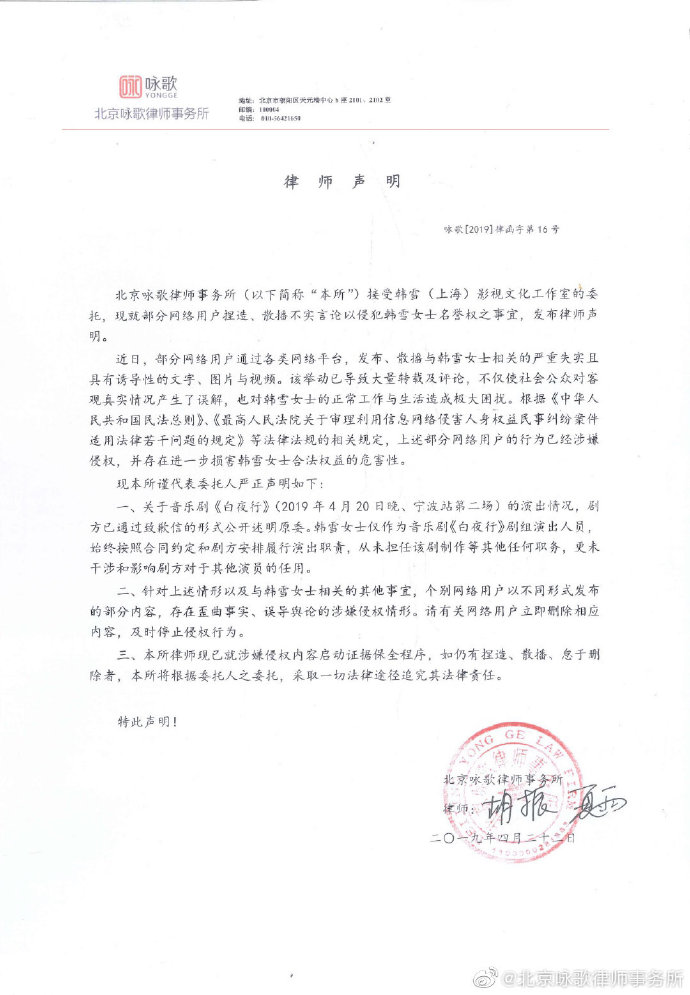 咏歌
YONGGE
北京咏歌律师事务所
地址：北京市朝阳区天元港中心B座2101、2102室
邮编：100004
电话：010-56421650
律师声明
咏歌[2019]律函字第16号
北京咏歌律师事务所（以下简称“本所”）接受韩雪（上海）影视文化工作室的委
托，现就部分网络用户捏造、散播不实言论以侵犯韩雪女士名誉权之事宜，发布律师声
明。
近日，部分网络用户通过各类网络平台，发布、散播与韩雪女士相关的严重失实且
具有诱导性的文字、图片与视频。该举动已导致大量转载及评论，不仅使社会公众对客
观真实情况产生了误解，也对韩雪女士的正常工作与生活造成极大困扰。根据《中华人
民共和国民法总则》、《最高人民法院关于审理利用信息网络侵害人身权益民事纠纷案件
适用法律若干问题的规定》等法律法规的相关规定，上述部分网络用户的行为已经涉嫌
侵权，并存在进一步损害韩雪女士合法权益的危害性。
现本所谨代表委托人严正声明如下：
一、关于音乐剧《白夜行》（2019年4月20日晚、宁波站第二场）的演出情况，剧
方已通过致歉信的形式公开述明原委。韩雪女士仅作为音乐剧《白夜行》剧组演出人员，
始终按照合同约定和剧方安排履行演出职责，从未担任该剧制作等其他任何职务，更未
干涉和影响剧方对于其他演员的任用。
二、针对上述情形以及与韩雪女士相关的其他事宜，个别网络用户以不同形式发布
的部分内容，存在歪曲事实、误导舆论的涉嫌侵权情形。请有关网络用户立即删除相应
内容，及时停止侵权行为。
三、本所律师现已就涉嫌侵权内容启动证据保全程序，如仍有捏造、散播、怠于删
除者，本所将根据委托人之委托，采取一切法律途径追究其法律责任。
特此声明！
YONG GE LAW FIRM
北京咏歌律师事务所
律师：胡振 夏雨
二〇一九年四月二十二日
@北京咏歌律师事务所